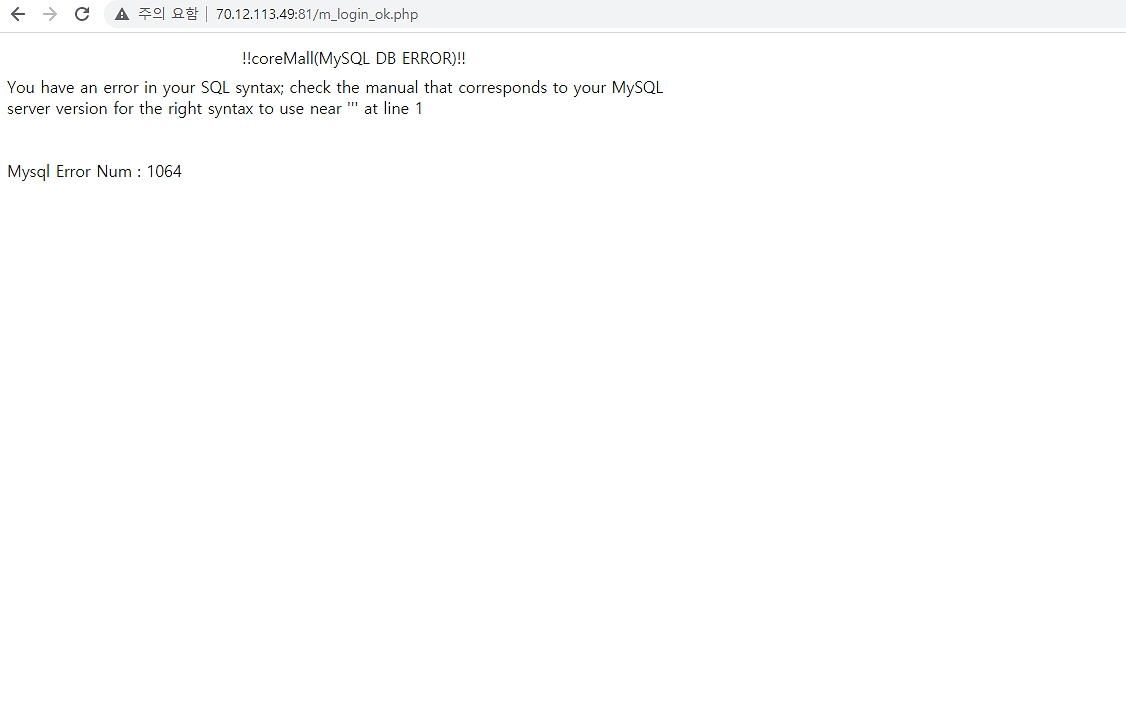 주의 요함 70.12.113.49:81/m_login_ok.php
!!coreMall(MySQL DB ERROR)!!
You have an error in your SQL syntax; check the manual that corresponds to your MySQL
server version for the right syntax to use near ''' at line 1
Mysql Error Num : 1064